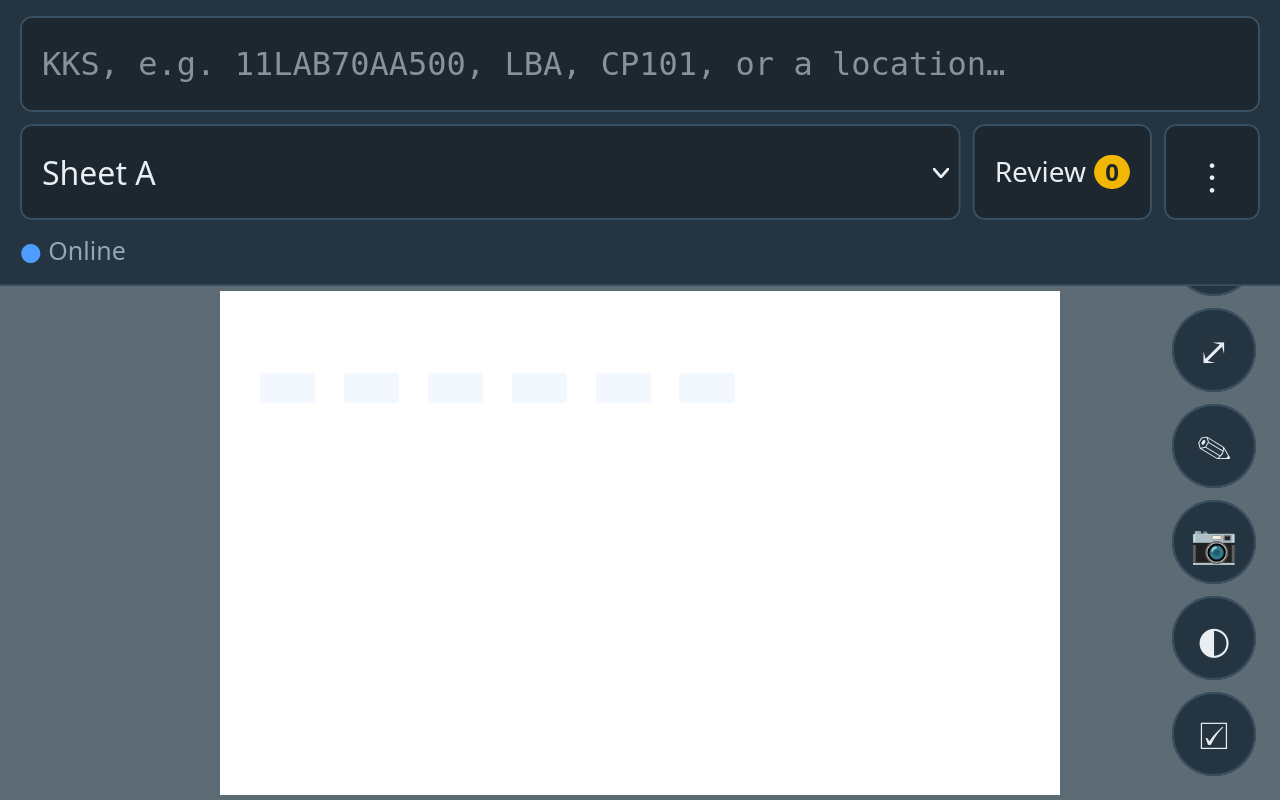 KKS, e.g. 11LAB70AA500, LBA, CP101, or a location…
Sheet A
Review 0
Online